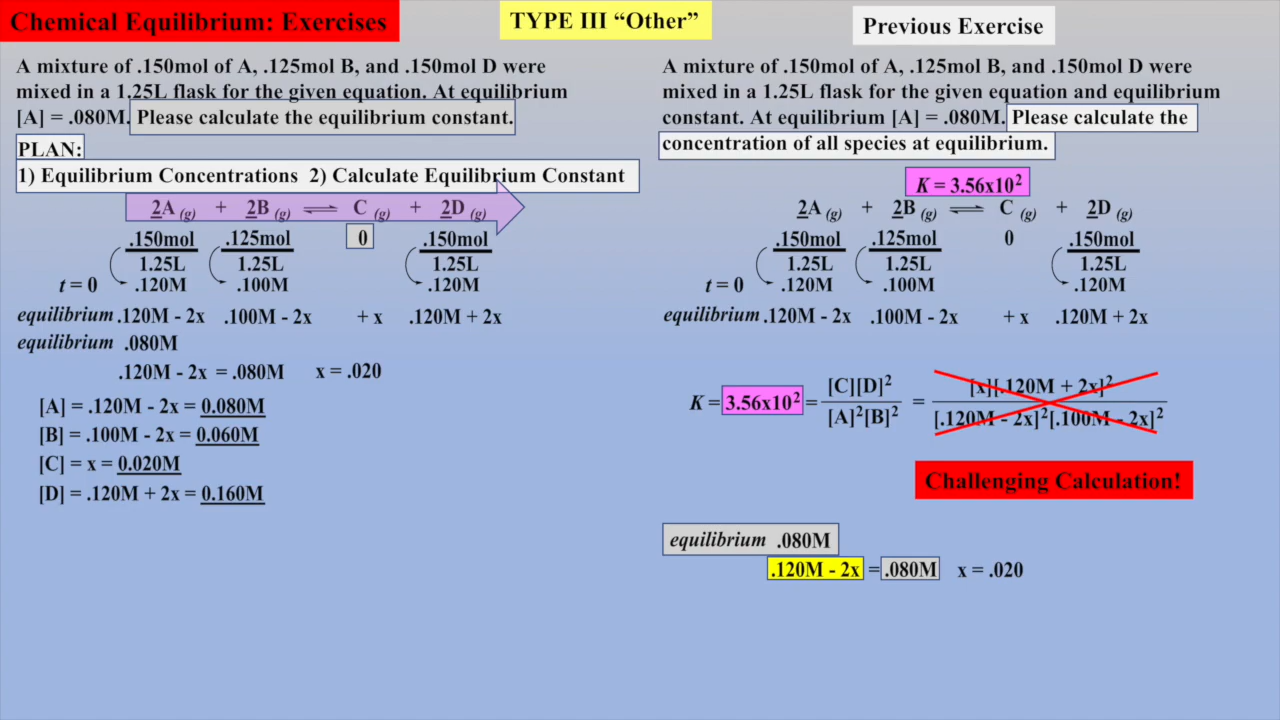 Chemical Equilibrium: Exercises
TYPE III “Other”
Previous Exercise
A mixture of .150mol of A, .125mol B, and .150mol D were
mixed in a 1.25L flask for the given equation. At equilibrium
[A] = .080M. Please calculate the equilibrium constant.
PLAN:
1) Equilibrium Concentrations 2) Calculate Equilibrium Constant
2A (g) + 2B (g) ⇌ C (g) + 2D (g)
.150mol .125mol 0 .150mol
1.25L 1.25L 1.25L
t = 0 .120M .100M .120M
equilibrium .120M - 2x .100M - 2x + x .120M + 2x
equilibrium .080M
.120M - 2x = .080M x = .020
[A] = .120M - 2x = 0.080M
[B] = .100M - 2x = 0.060M
[C] = x = 0.020M
[D] = .120M + 2x = 0.160M
A mixture of .150mol of A, .125mol B, and .150mol D were
mixed in a 1.25L flask for the given equation and equilibrium
constant. At equilibrium [A] = .080M. Please calculate the
concentration of all species at equilibrium.
K = 3.56x10²
2A (g) + 2B (g) ⇌ C (g) + 2D (g)
.150mol .125mol 0 .150mol
1.25L 1.25L 1.25L
t = 0 .120M .100M .120M
equilibrium .120M - 2x .100M - 2x + x .120M + 2x
[C][D]² [x][.120M + 2x]²
K = 3.56x10² = =
[A]²[B]² [.120M - 2x]²[.100M - 2x]²
Challenging Calculation!
equilibrium .080M
.120M - 2x = .080M x = .020